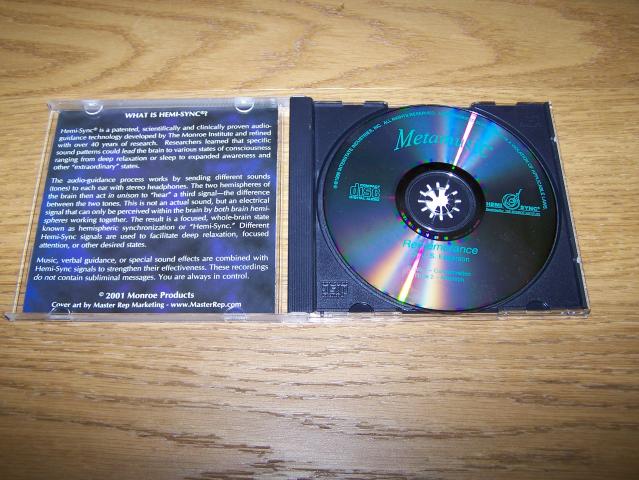 WHAT IS HEMI-SYNC®?
Hemi-Sync® is a patented, scientifically and clinically proven audio-
guidance technology developed by The Monroe Institute and refined
with over 40 years of research. Researchers learned that specific
sound patterns could lead the brain to various states of consciousness
ranging from deep relaxation or sleep to expanded awareness and
other "extraordinary" states.
The audio-guidance process works by sending different sounds
(tones) to each ear with stereo headphones. The two hemispheres of
the brain then act in unison to "hear" a third signal—the difference
between the two tones. This is not an actual sound, but an electrical
signal that can only be perceived within the brain by both brain hemi-
spheres working together. The result is a focused, whole-brain state
known as hemispheric synchronization or "Hemi-Sync." Different
Hemi-Sync signals are used to facilitate deep relaxation, focused
attention, or other desired states.
Music, verbal guidance, or special sound effects are combined with
Hemi-Sync signals to strengthen their effectiveness. These recordings
do not contain subliminal messages. You are always in control.
© 2001 Monroe Products
Cover art by Master Rep Marketing - www.MasterRep.com
INTERSTATE INDUSTRIES, INC. ALL RIGHTS RESERVED.
Metamusic
COMPACT
disc
DIGITAL AUDIO
HEMI SYNC®
Remembrance